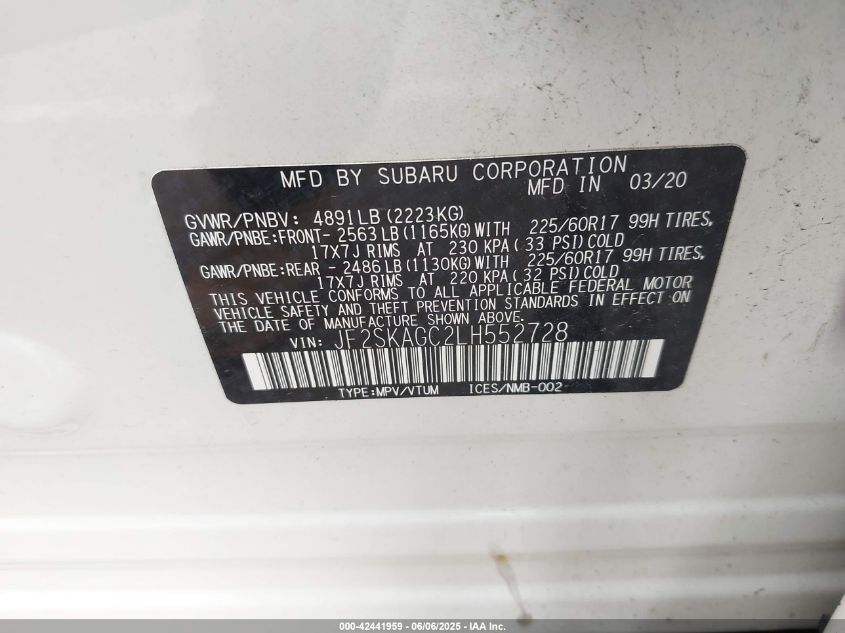 MFD BY SUBARU CORPORATION
MFD IN 03/20
GVWR/PNBV: 4891LB(2223KG)
GAWR/PNBE:FRONT- 2563LB(1165KG)WITH 225/60R17 99H TIRES,
17X7J RIMS AT 230 KPA( 33 PSI)COLD
GAWR/PNBE:REAR - 2486LB(1130KG)WITH 225/60R17 99H TIRES,
17X7J RIMS AT 220 KPA( 32 PSI)COLD
THIS VEHICLE CONFORMS TO ALL APPLICABLE FEDERAL MOTOR
VEHICLE SAFETY AND THEFT PREVENTION STANDARDS IN EFFECT ON
THE DATE OF MANUFACTURE SHOWN ABOVE.
VIN: JF2SKAGC2LH552728
TYPE:MPV/VTUM ICES/NMB-002
000-42441959 - 06/06/2025 - IAA Inc.